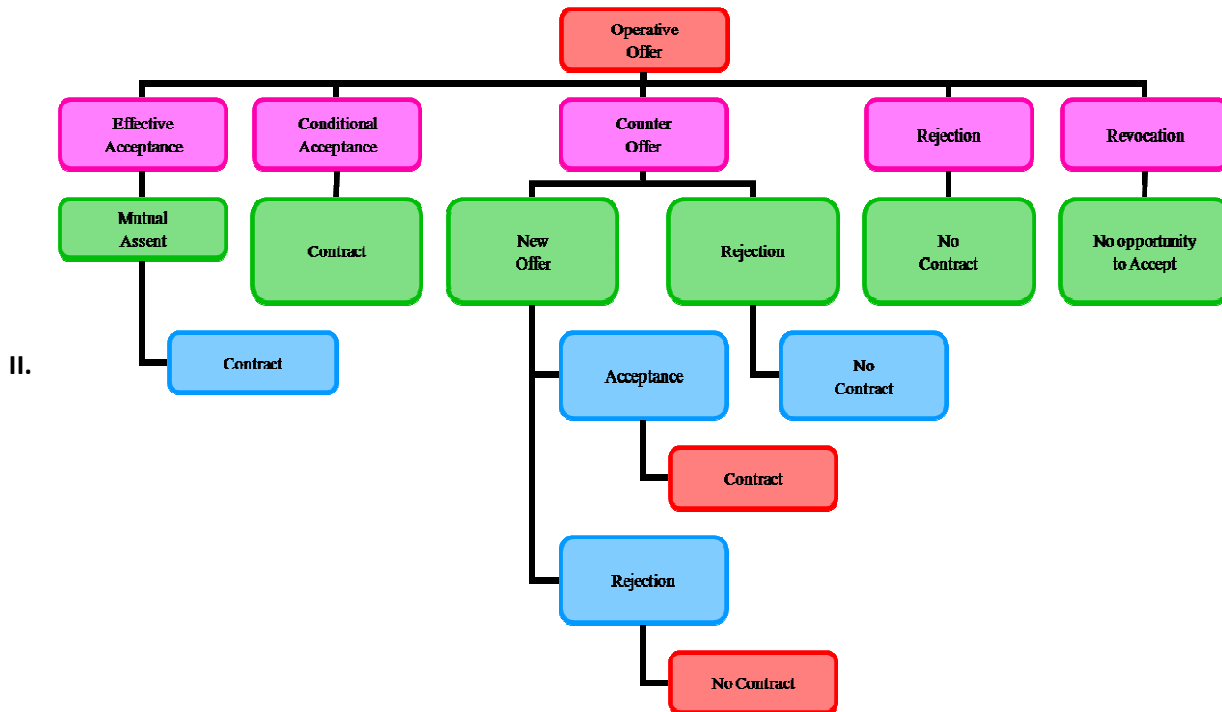 Operative
Offer
Effective
Acceptance
Conditional
Acceptance
Counter
Offer
Rejection
Revocation
Mutual
Assent
Contract
New
Offer
Rejection
No
Contract
No opportunity
to Accept
II.
Contract
Acceptance
No
Contract
Contract
Rejection
No Contract